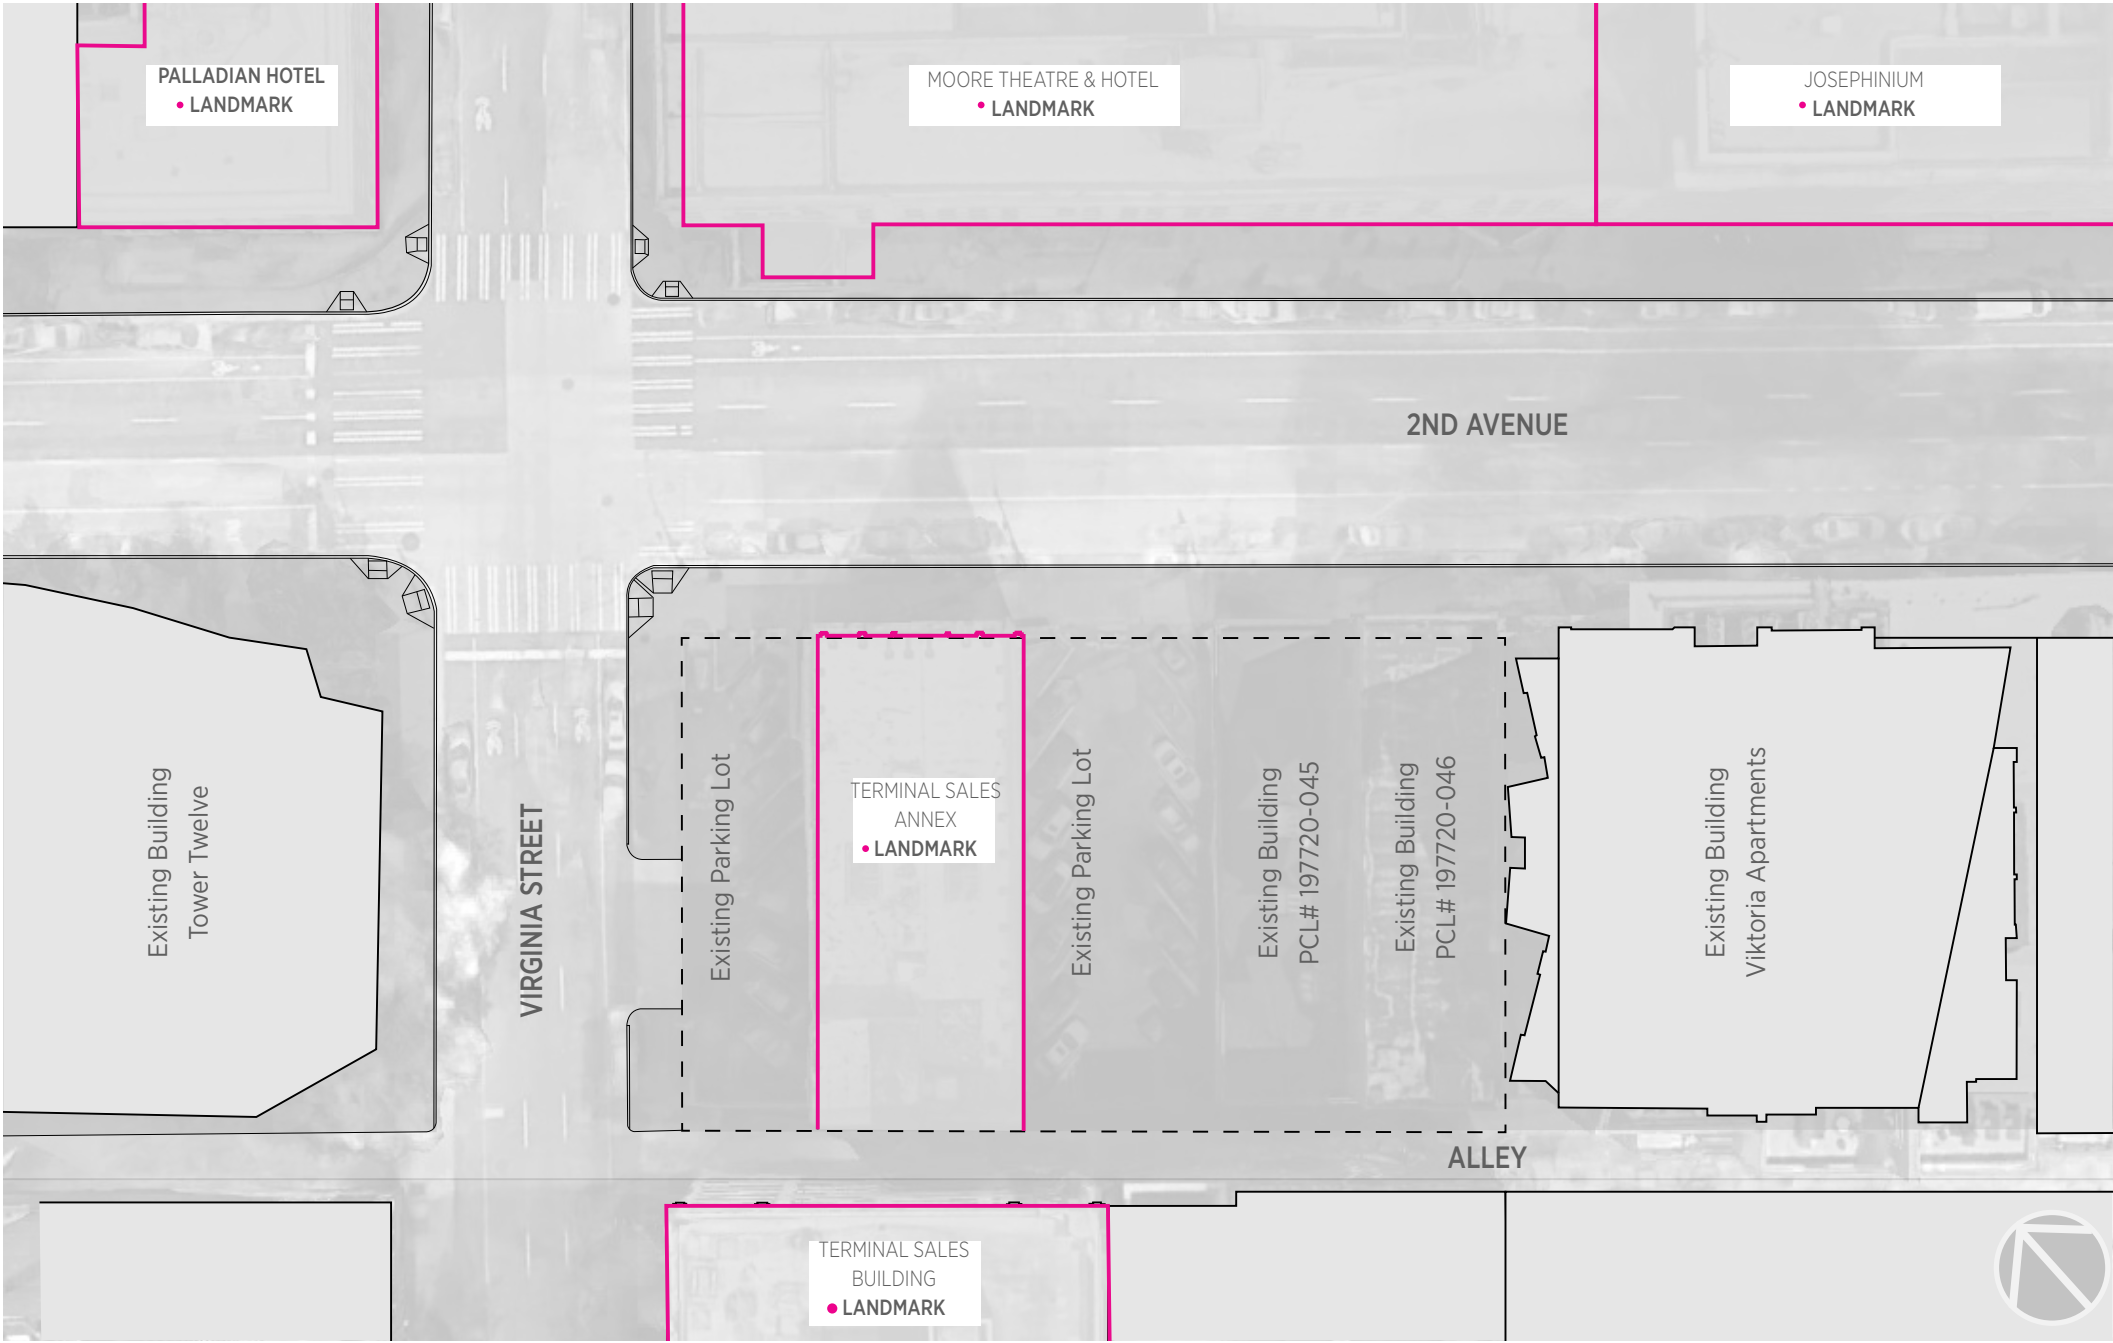 PALLADIAN HOTEL
• LANDMARK
MOORE THEATRE & HOTEL
• LANDMARK
JOSEPHINIUM
• LANDMARK
2ND AVENUE
Existing Building
Tower Twelve
VIRGINIA STREET
Existing Parking Lot
TERMINAL SALES
ANNEX
• LANDMARK
Existing Parking Lot
Existing Building
PCL# 197720-045
Existing Building
PCL# 197720-046
Existing Building
Viktoria Apartments
ALLEY
TERMINAL SALES
BUILDING
• LANDMARK